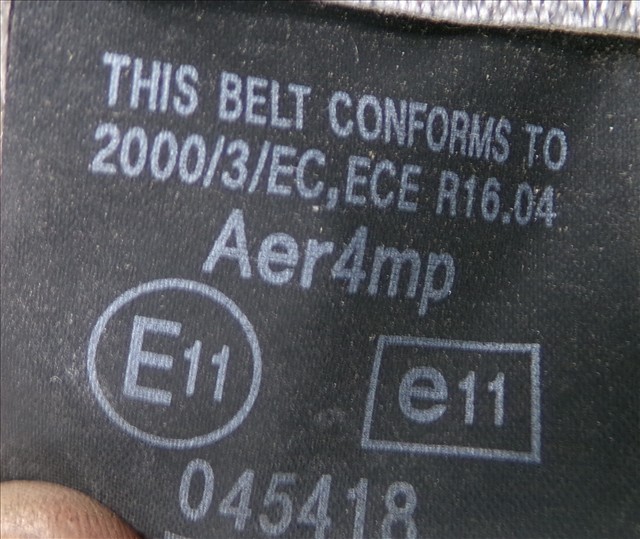 THIS BELT CONFORMS TO
2000/3/EC,ECE R16.04
Aer4mp
E11 e11
045418